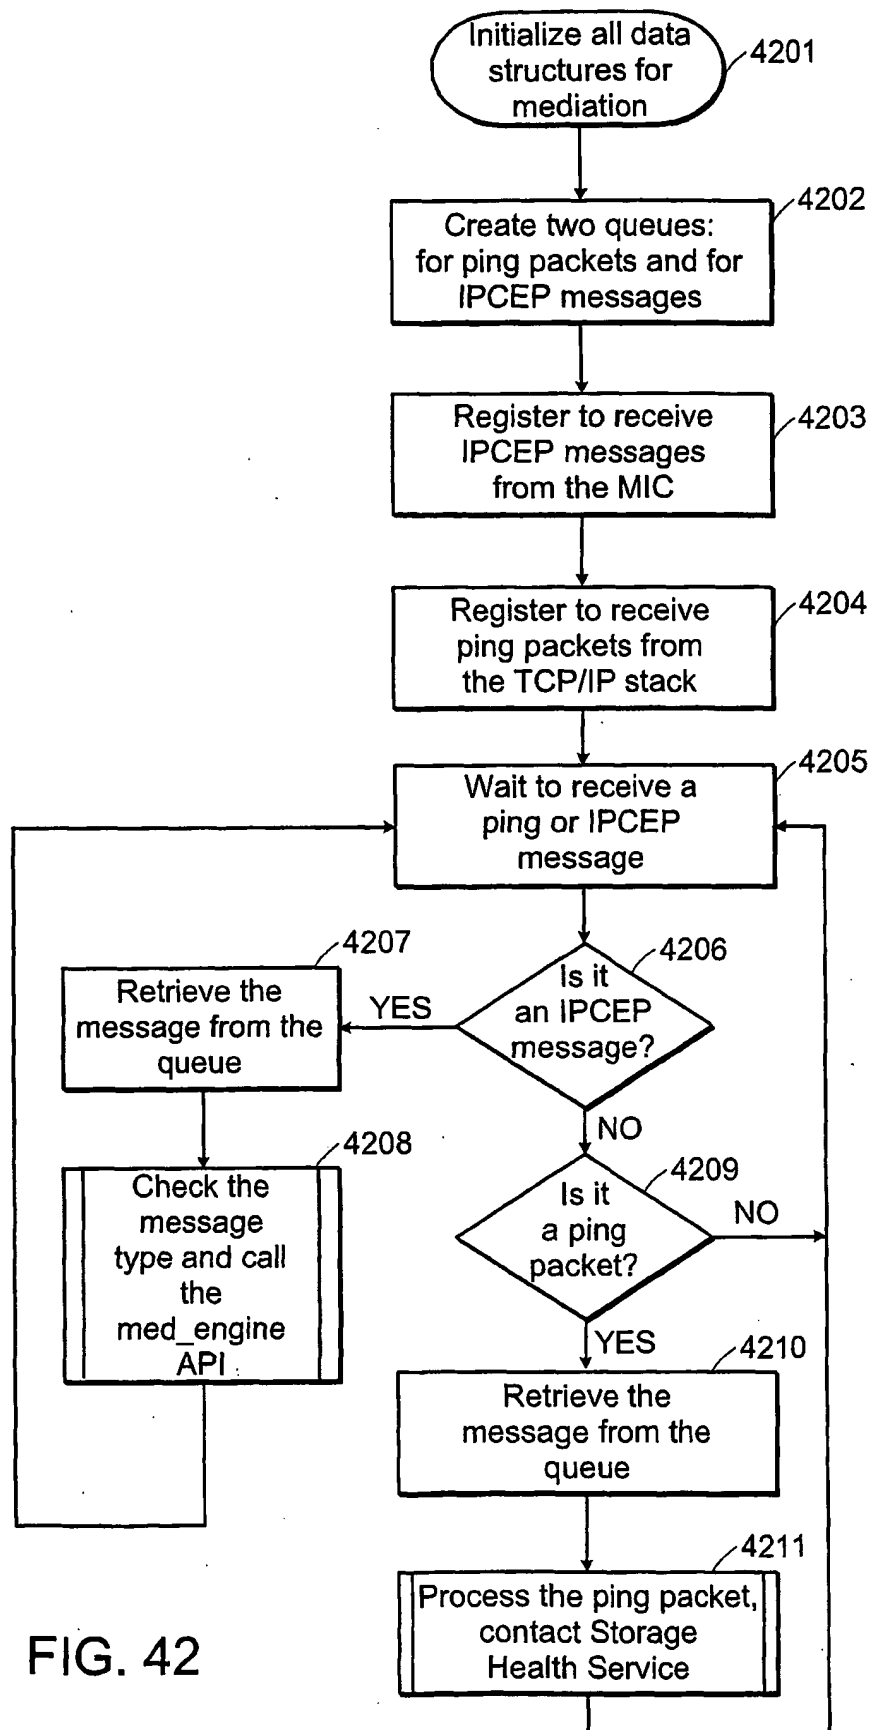 Initialize all data
structures for
mediation
4201
4202
Create two queues:
for ping packets and for
IPCEP messages
4203
Register to receive
IPCEP messages
from the MIC
4204
Register to receive
ping packets from
the TCP/IP stack
4205
Wait to receive a
ping or IPCEP
message
4206
Is it
an IPCEP
message?
YES
4207
Retrieve the
message from the
queue
4208
Check the
message
type and call
the
med_engine
API
NO
4209
Is it
a ping
packet?
NO
YES
4210
Retrieve the
message from the
queue
4211
Process the ping packet,
contact Storage
Health Service
FIG. 42